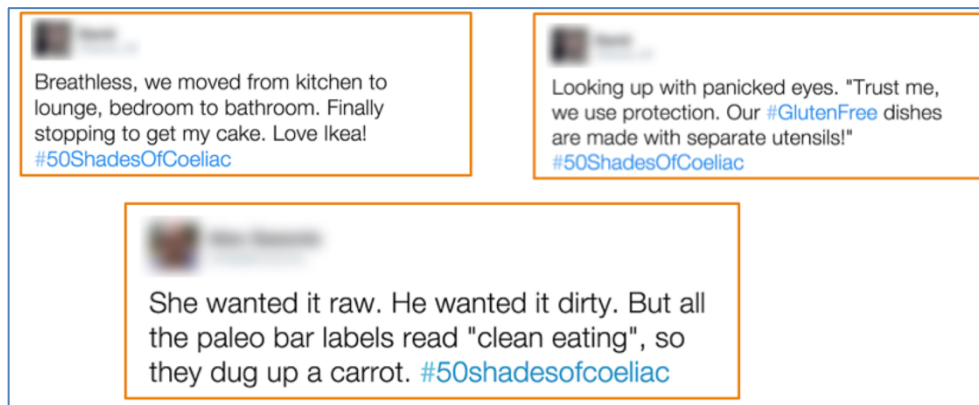 Breathless, we moved from kitchen to
lounge, bedroom to bathroom. Finally
stopping to get my cake. Love Ikea!
#50ShadesOfCoeliac
Looking up with panicked eyes. "Trust me,
we use protection. Our #GlutenFree dishes
are made with separate utensils!"
#50ShadesOfCoeliac
She wanted it raw. He wanted it dirty. But all
the paleo bar labels read "clean eating", so
they dug up a carrot. #50shadesofcoeliac